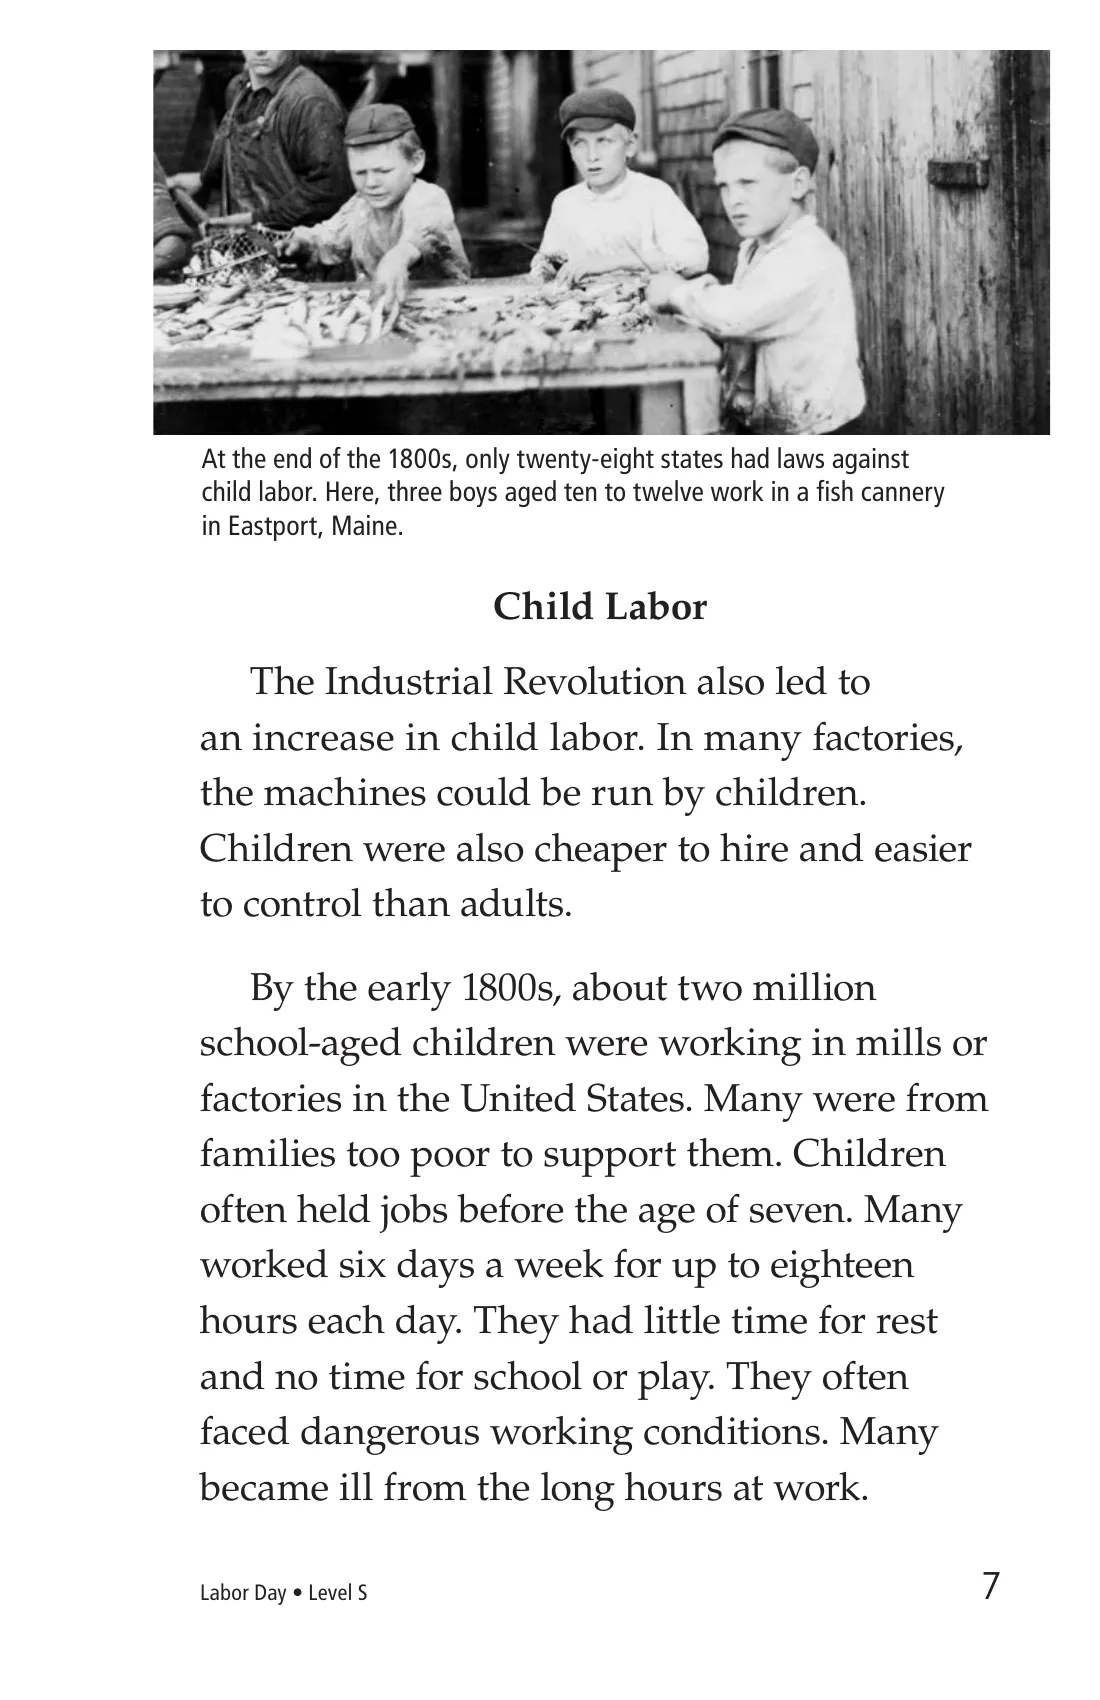 At the end of the 1800s, only twenty-eight states had laws against
child labor. Here, three boys aged ten to twelve work in a fish cannery
in Eastport, Maine.
Child Labor
The Industrial Revolution also led to
an increase in child labor. In many factories,
the machines could be run by children.
Children were also cheaper to hire and easier
to control than adults.
By the early 1800s, about two million
school-aged children were working in mills or
factories in the United States. Many were from
families too poor to support them. Children
often held jobs before the age of seven. Many
worked six days a week for up to eighteen
hours each day. They had little time for rest
and no time for school or play. They often
faced dangerous working conditions. Many
became ill from the long hours at work.
Labor Day • Level S
7